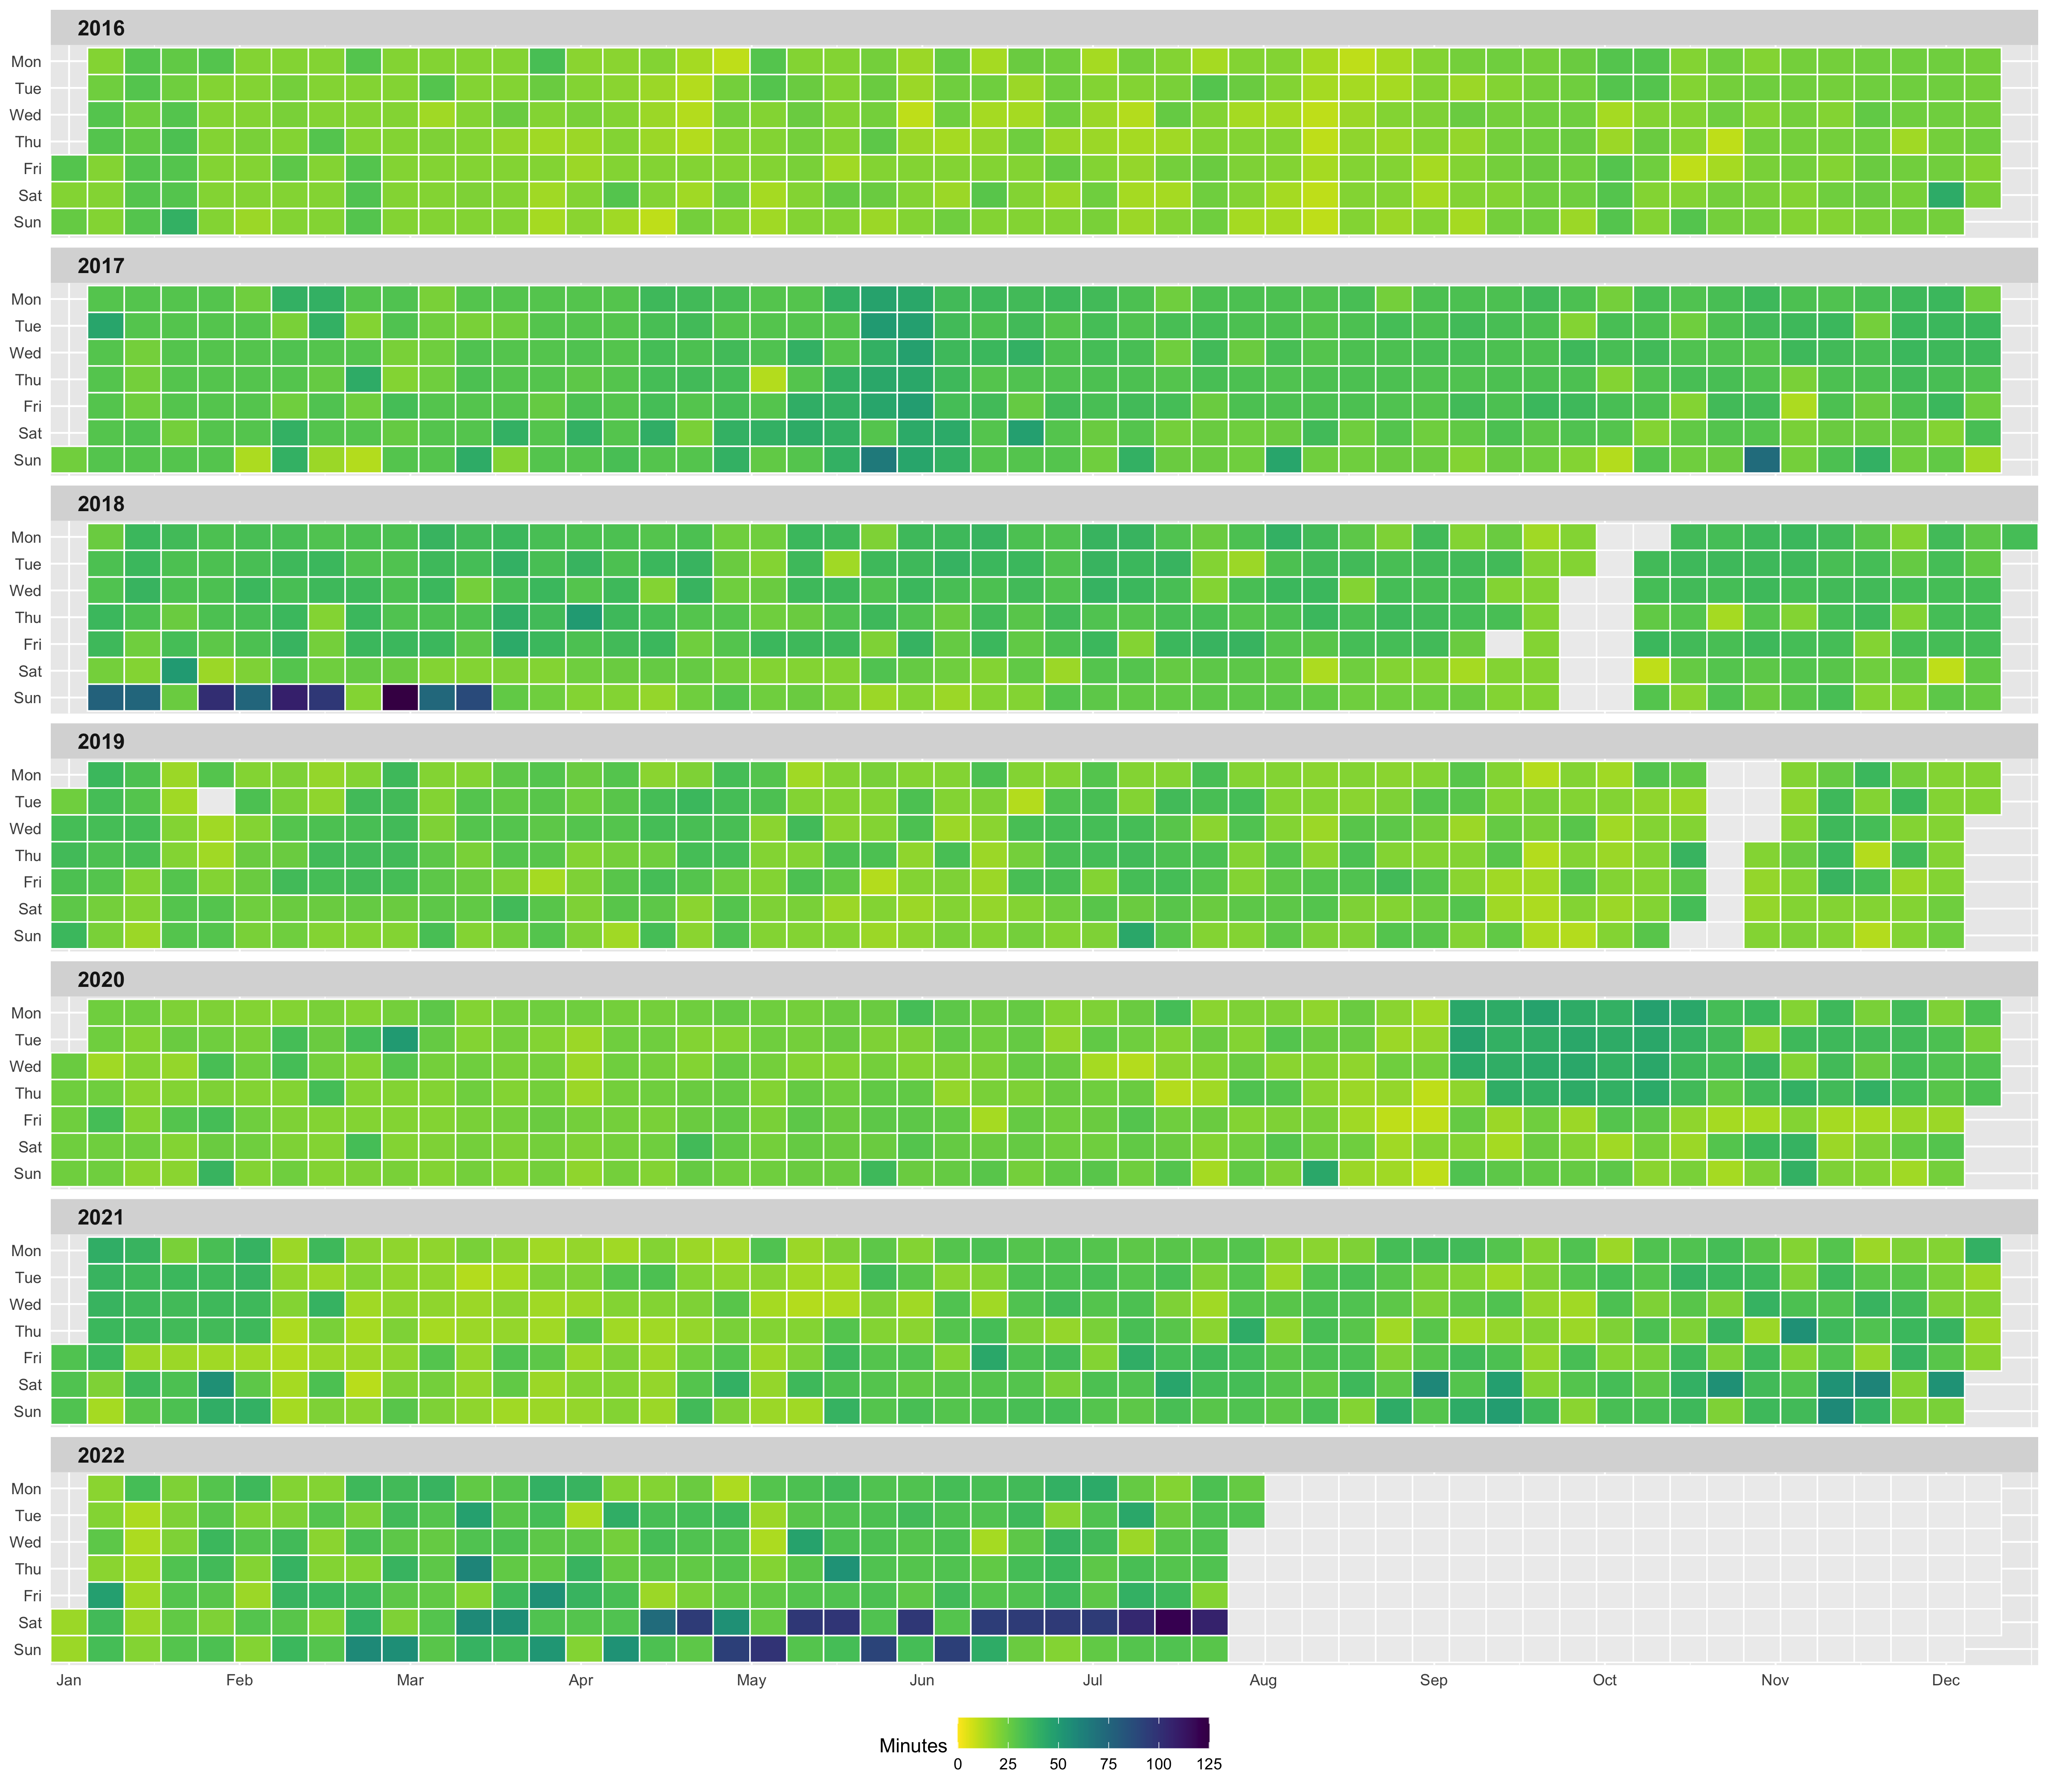 2016
Mon
Tue
Wed
Thu
Fri
Sat
Sun
2017
Mon
Tue
Wed
Thu
Fri
Sat
Sun
2018
Mon
Tue
Wed
Thu
Fri
Sat
Sun
2019
Mon
Tue
Wed
Thu
Fri
Sat
Sun
2020
Mon
Tue
Wed
Thu
Fri
Sat
Sun
2021
Mon
Tue
Wed
Thu
Fri
Sat
Sun
2022
Mon
Tue
Wed
Thu
Fri
Sat
Sun
Jan Feb Mar Apr May Jun Jul Aug Sep Oct Nov Dec
Minutes
0 25 50 75 100 125